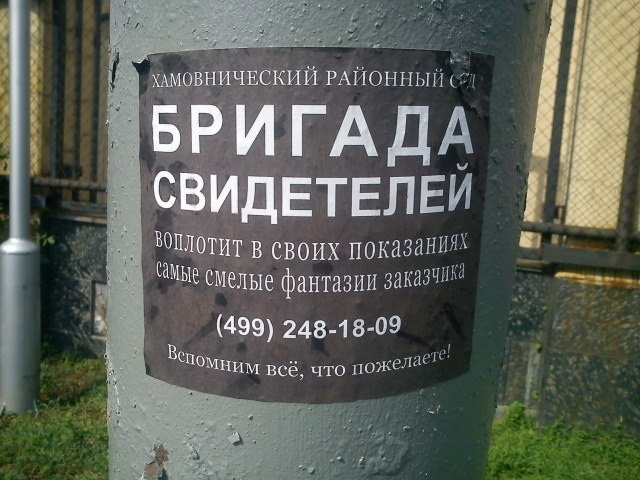 ХАМОВНИЧЕСКИЙ РАЙОННЫЙ СУД
БРИГАДА
СВИДЕТЕЛЕЙ
ВОПЛОТИТ В СВОИХ ПОКАЗАНИЯХ
самые смелые фантазии заказчика
(499) 248-18-09
Вспомним всё, что пожелаете!